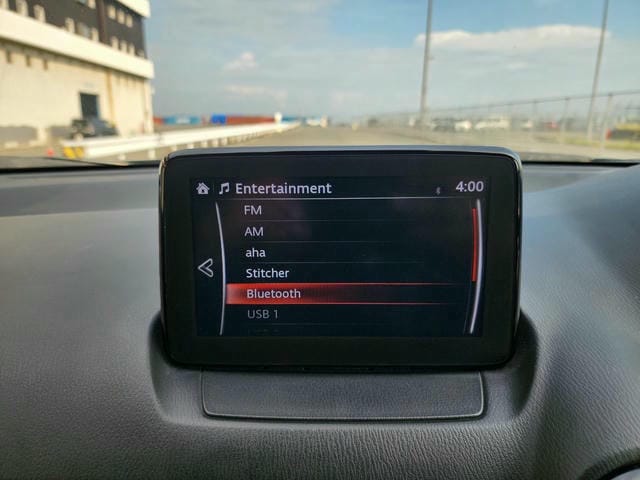 Entertainment 4:00
FM
AM
aha
Stitcher
Bluetooth
USB 1